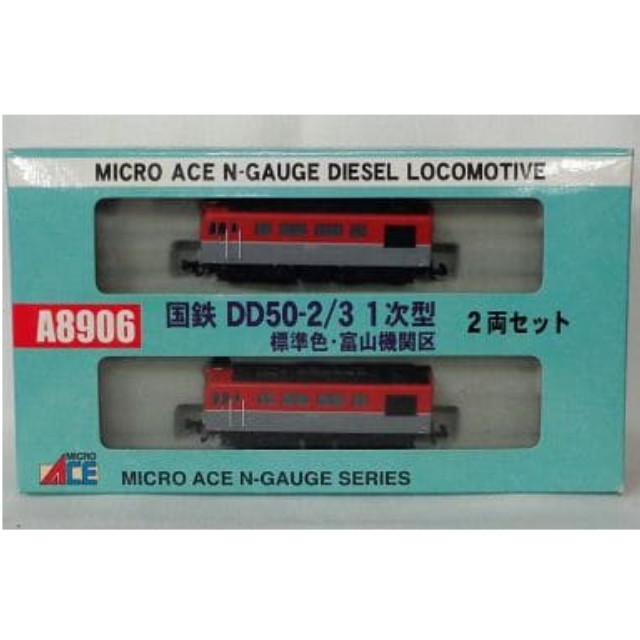 MICRO ACE N-GAUGE DIESEL LOCOMOTIVE
A8906
国鉄 DD50-2/3 1次型
標準色・富山機関区
2両セット
MICRO
ACE
MICRO ACE N-GAUGE SERIES